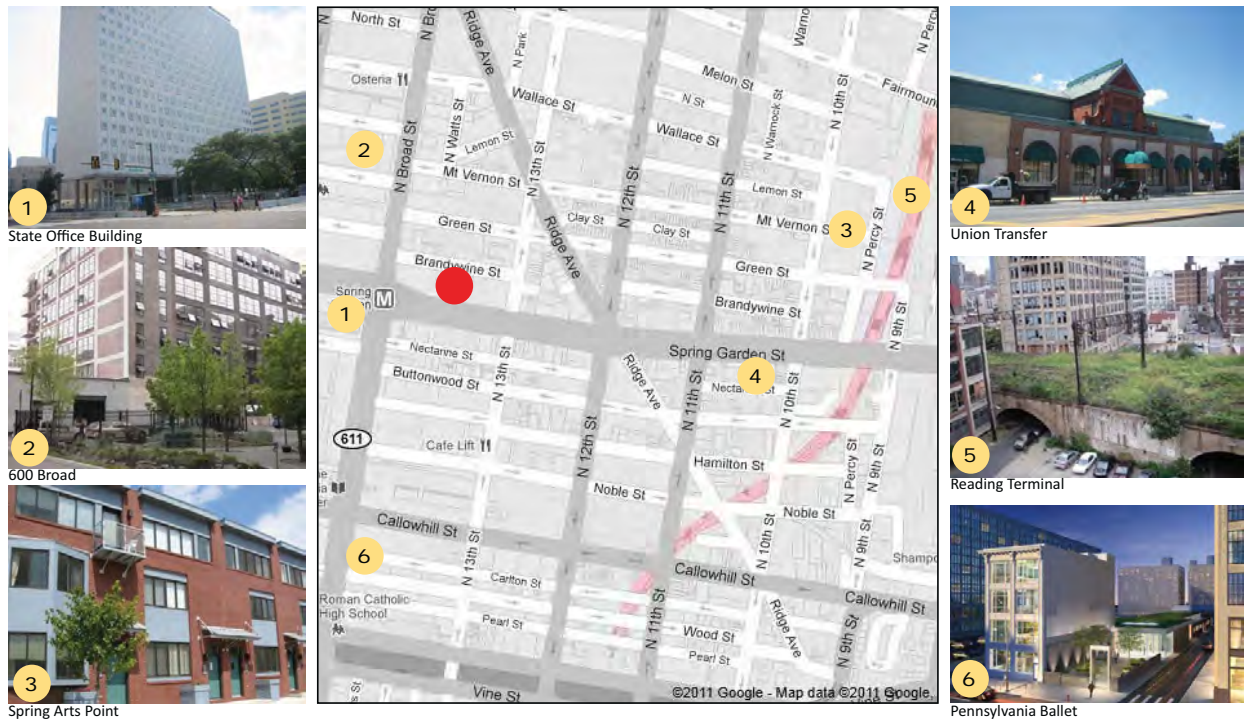 1
State Office Building
2
600 Broad
3
Spring Arts Point
North St
N Bro
Ridge Ave
N Park
Osteria
Wallace St
Melon St
Warno
N 10th St
N Percy
Fairmoun
N St
N Warnock St
N Watts St
Lemon St
Wallace St
N Broad St
2
Mt Vernon St
N 13th St
N 12th St
N 11th St
Lemon St
5
Green St
Clay St
Clay St
Mt Vernon S
3
N Percy St
Ridge Ave
Brandywine St
Green St
Brandywine St
Spring
M
1
N 9th St
Spring Garden St
Nectarine St
N 13th St
Ridge Ave
4
Nectarine St
Buttonwood St
N 11th St
N 10th St
611
Cafe Lift
N 12th St
Hamilton St
N Percy St
N 9th St
Noble St
Noble St
Callowhill St
N 10th St
Shampo
6
N 13th St
Carlton St
Callowhill St
Callowhill St
Roman Catholic
High School
Pearl St
N 11th St
Ridge Ave
Wood St
Pearl St
N 9th St
Vine St
©2011 Google - Map data ©2011 Google,
4
Union Transfer
5
Reading Terminal
6
Pennsylvania Ballet